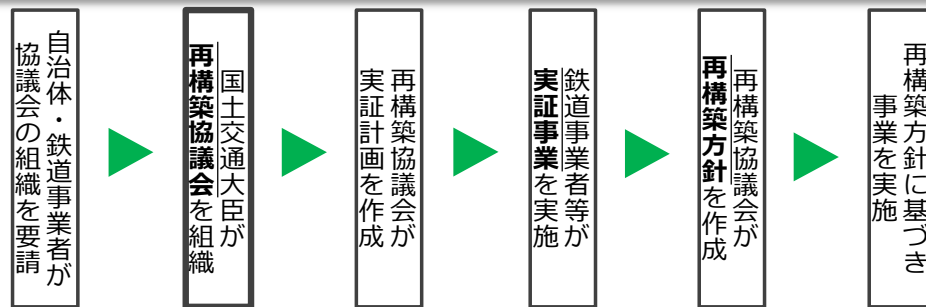 自治体・鉄道事業者が
協議会の組織を要請
国土交通大臣が
再構築協議会を組織
再構築協議会が
実証計画を作成
鉄道事業者等が
実証事業を実施
再構築協議会が
再構築方針を作成
再構築方針に基づき
事業を実施